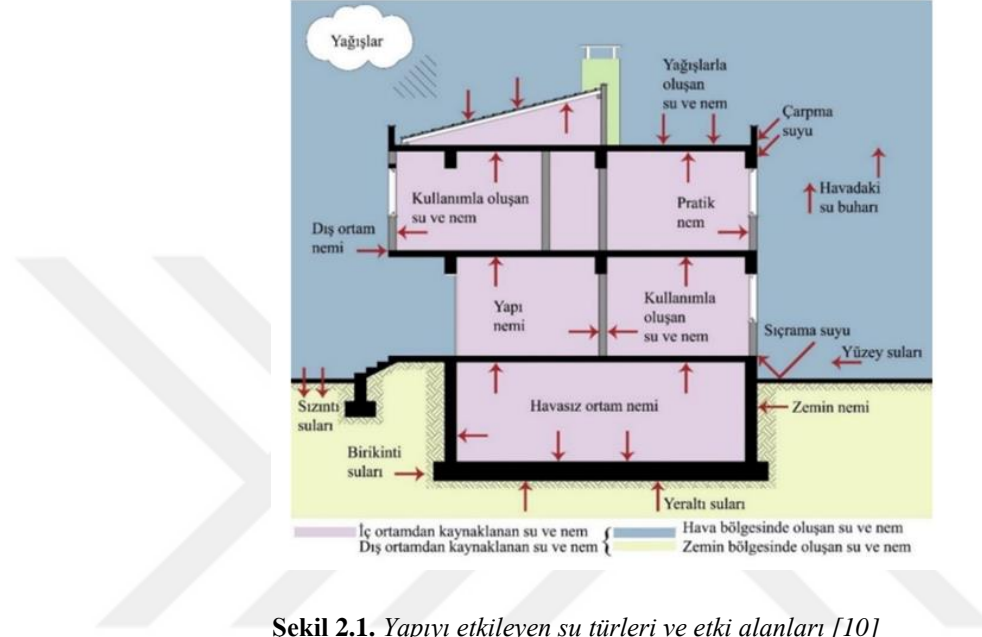 Yağışlar
Yağışlarla
oluşan
su ve nem
Çarpma
suyu
Kullanımla oluşan
su ve nem
Pratik
nem
Havadaki
su buharı
Dış ortam
nemi
Yapı
nemi
Kullanımla
oluşan
su ve nem
Sıçrama suyu
Yüzey suları
Sızıntı
suları
Havasız ortam nemi
Zemin nemi
Birikinti
suları
Yeraltı suları
İç ortamdan kaynaklanan su ve nem
Dış ortamdan kaynaklanan su ve nem {
Hava bölgesinde oluşan su ve nem
Zemin bölgesinde oluşan su ve nem
Şekil 2.1. Yapıyı etkileyen su türleri ve etki alanları [10]